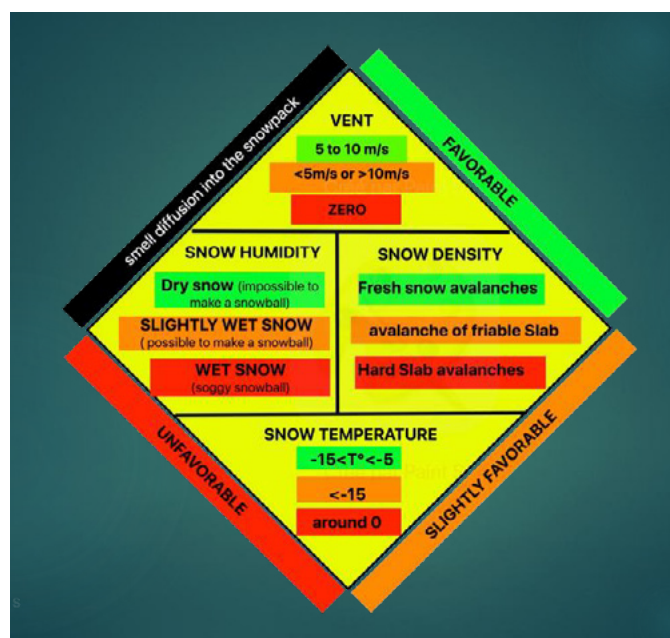 smell diffusion into the snowpack
FAVORABLE
VENT
5 to 10 m/s
<5m/s or >10m/s
ZERO
SNOW HUMIDITY
Dry snow (impossible to
make a snowball)
SLIGHTLY WET SNOW
( possible to make a snowball)
WET SNOW
(soggy snowball)
SNOW DENSITY
Fresh snow avalanches
avalanche of friable Slab
Hard Slab avalanches
SNOW TEMPERATURE
-15<T°<-5
<-15
around 0
UNFAVORABLE
SLIGHTLY FAVORABLE